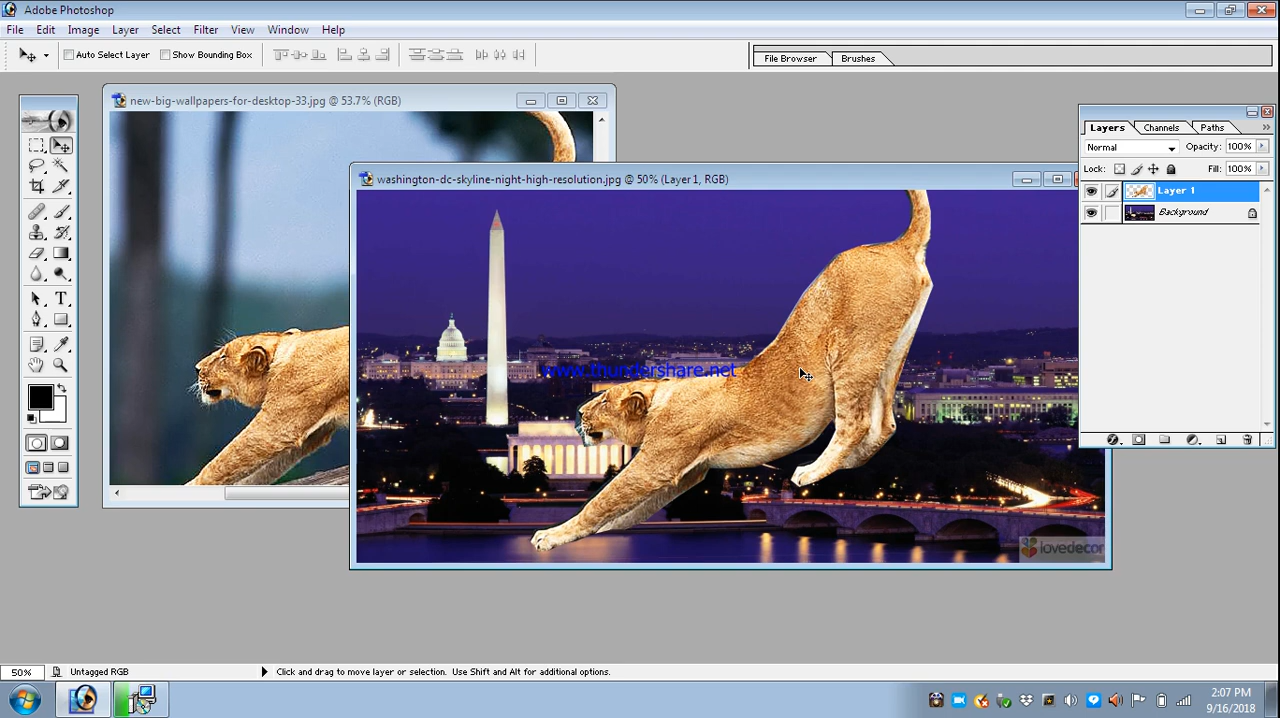 Adobe Photoshop
File Edit Image Layer Select Filter View Window Help
Auto Select Layer Show Bounding Box
File Browser Brushes
new-big-wallpapers-for-desktop-33.jpg @ 53.7% (RGB)
washington-dc-skyline-night-high-resolution.jpg @ 50% (Layer 1, RGB)
Layers Channels Paths
Normal Opacity: 100%
Lock: Fill: 100%
Layer 1
Background
www.thundershare.net
lovedecor
50% Untagged RGB Click and drag to move layer or selection. Use Shift and Alt for additional options.
2:07 PM
9/16/2018